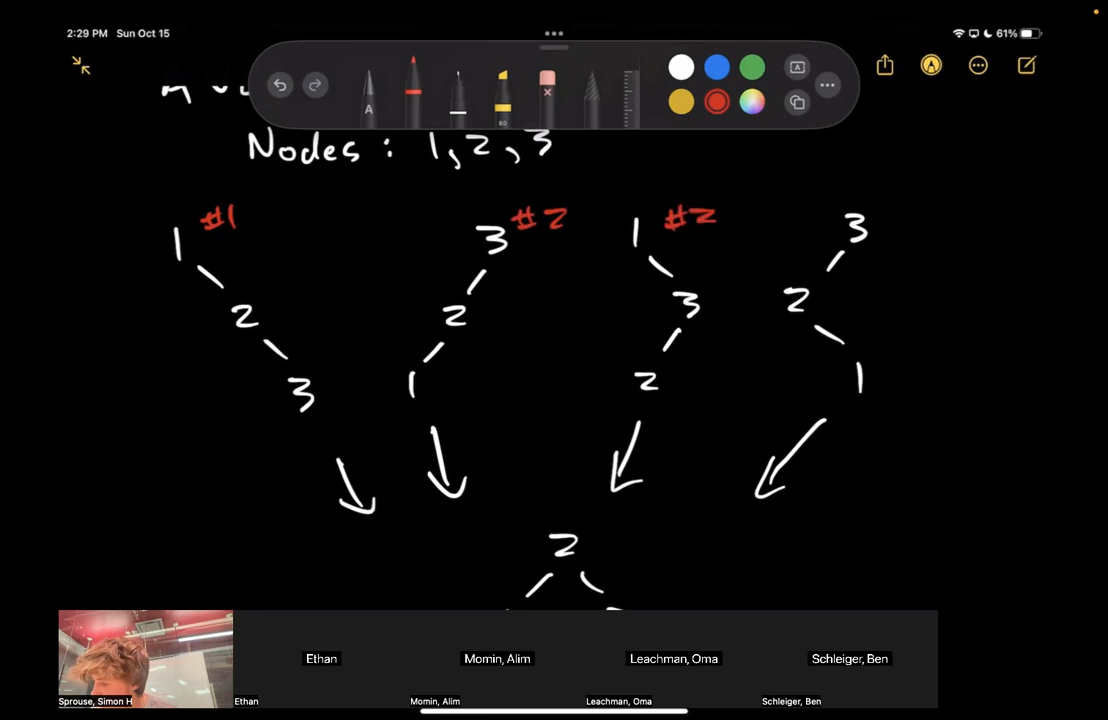 2:29 PM Sun Oct 15
61%
A
80
Nodes : 1, 2, 3
#1 #2 #2
1 3 1 3
2 2 3 2
3 1 2 1
2
Ethan Momin, Alim Leachman, Oma Schleiger, Ben
Sprouse, Simon H Ethan Momin, Alim Leachman, Oma Schleiger, Ben